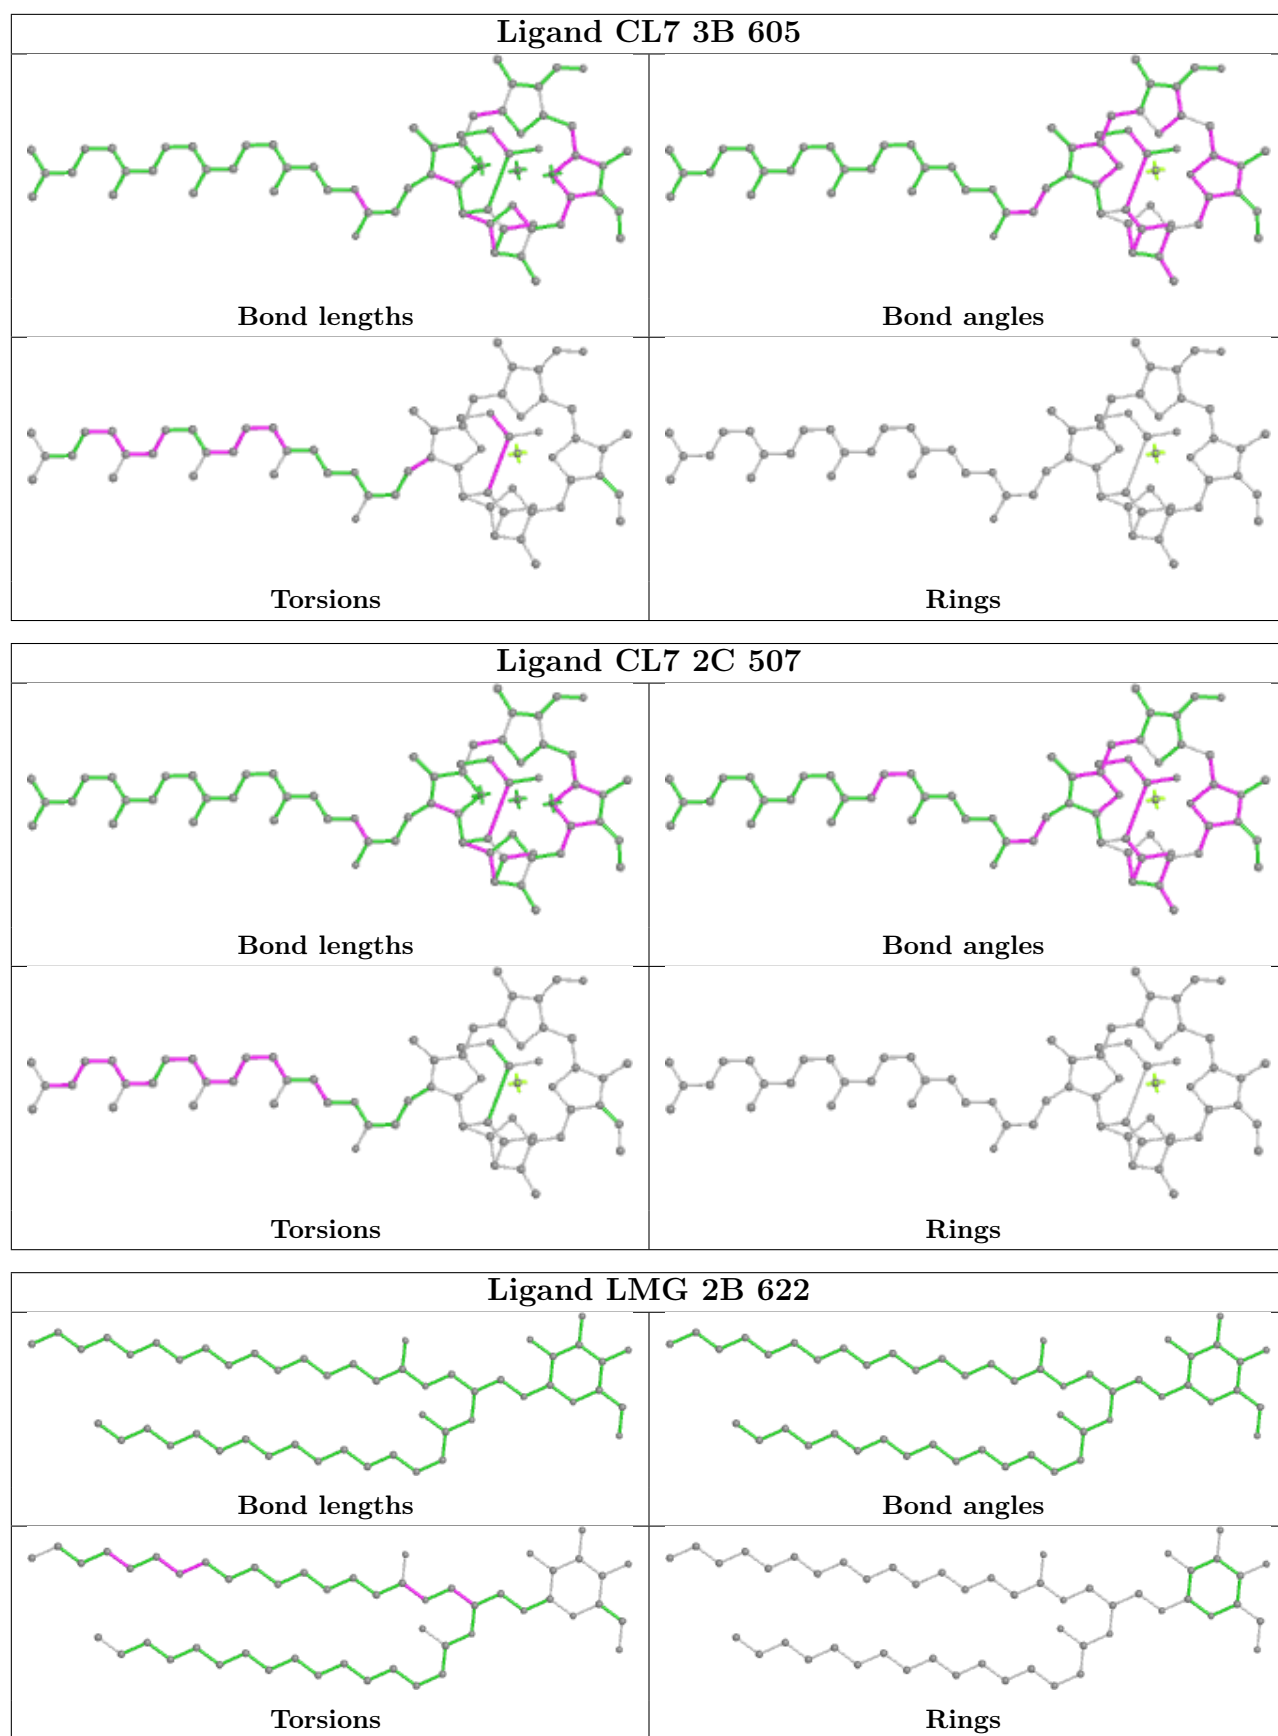 Ligand CL7 3B 605
Bond lengths
Bond angles
Torsions
Rings
Ligand CL7 2C 507
Bond lengths
Bond angles
Torsions
Rings
Ligand LMG 2B 622
Bond lengths
Bond angles
Torsions
Rings